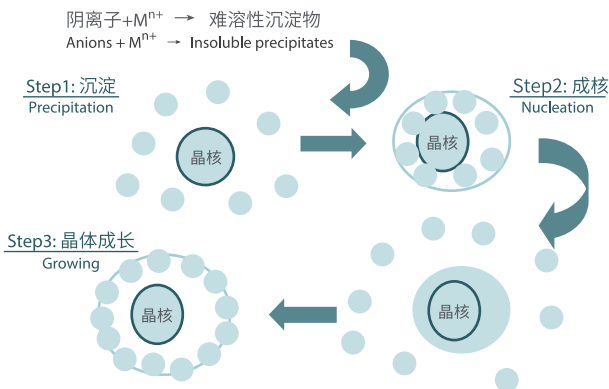 阴离子+Mⁿ⁺ → 难溶性沉淀物
Anions + Mⁿ⁺ → Insoluble precipitates
Step1: 沉淀
Precipitation
晶核
Step2: 成核
Nucleation
晶核
Step3: 晶体成长
Growing
晶核
晶核